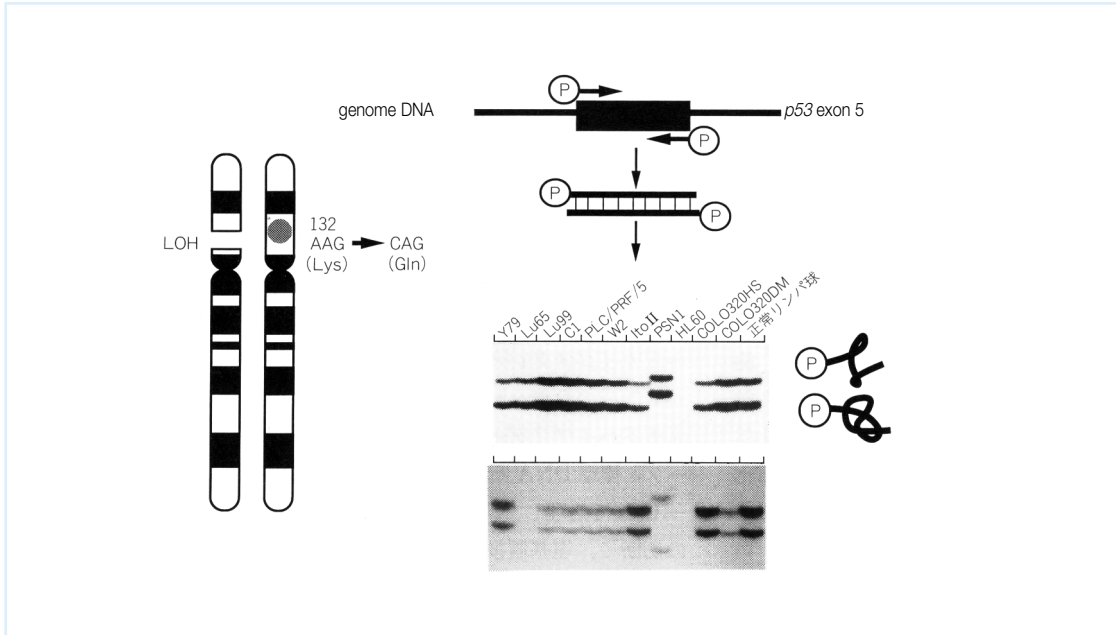 P
genome DNA
p53 exon 5
P
P
P
LOH
132
AAG → CAG
(Lys) (Gln)
Y79
Lu65
Lu99
C1
PLC/PRF/5
W2
Ito II
PSN1
HL60
COLO320HS
COLO320DM
正常リンパ球
P
P